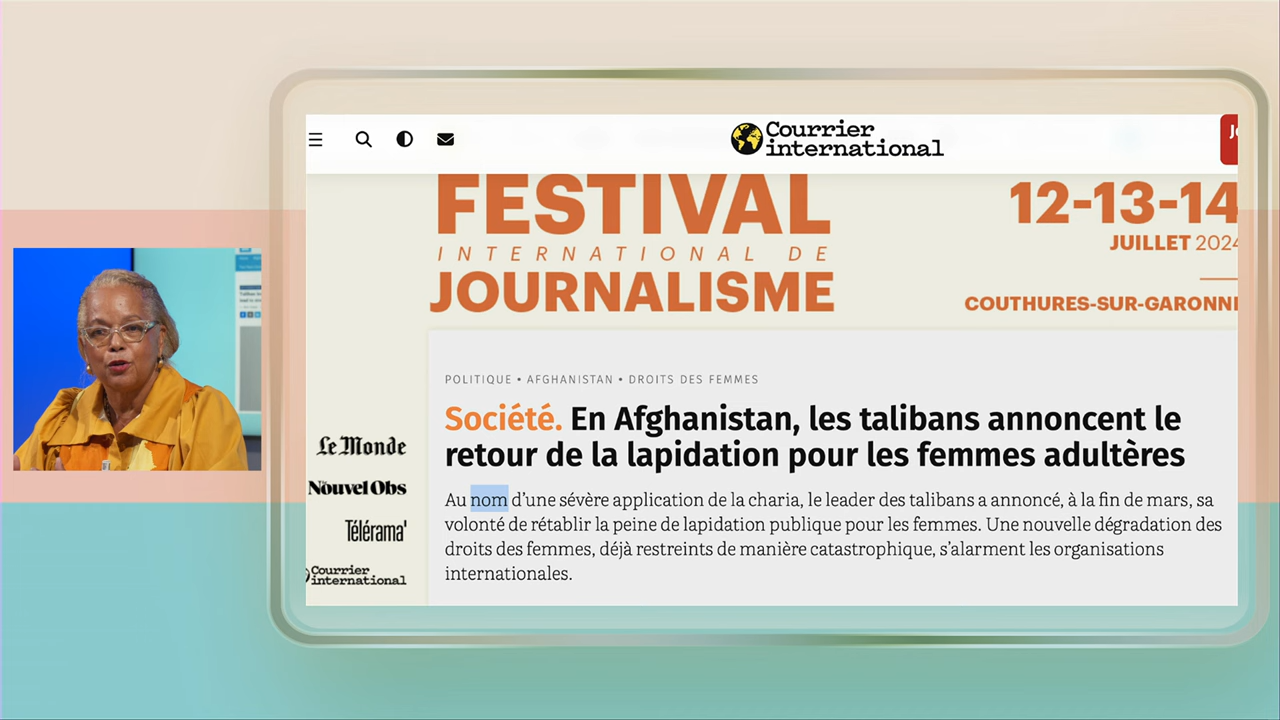 Courrier
international
FESTIVAL
INTERNATIONAL DE
JOURNALISME
12-13-14
JUILLET 2024
COUTHURES-SUR-GARONNE
POLITIQUE • AFGHANISTAN • DROITS DES FEMMES
Société. En Afghanistan, les talibans annoncent le
retour de la lapidation pour les femmes adultères
Au nom d’une sévère application de la charia, le leader des talibans a annoncé, à la fin de mars, sa
volonté de rétablir la peine de lapidation publique pour les femmes. Une nouvelle dégradation des
droits des femmes, déjà restreints de manière catastrophique, s’alarment les organisations
internationales.
Le Monde
Le Nouvel Obs
Télérama'
Courrier
international